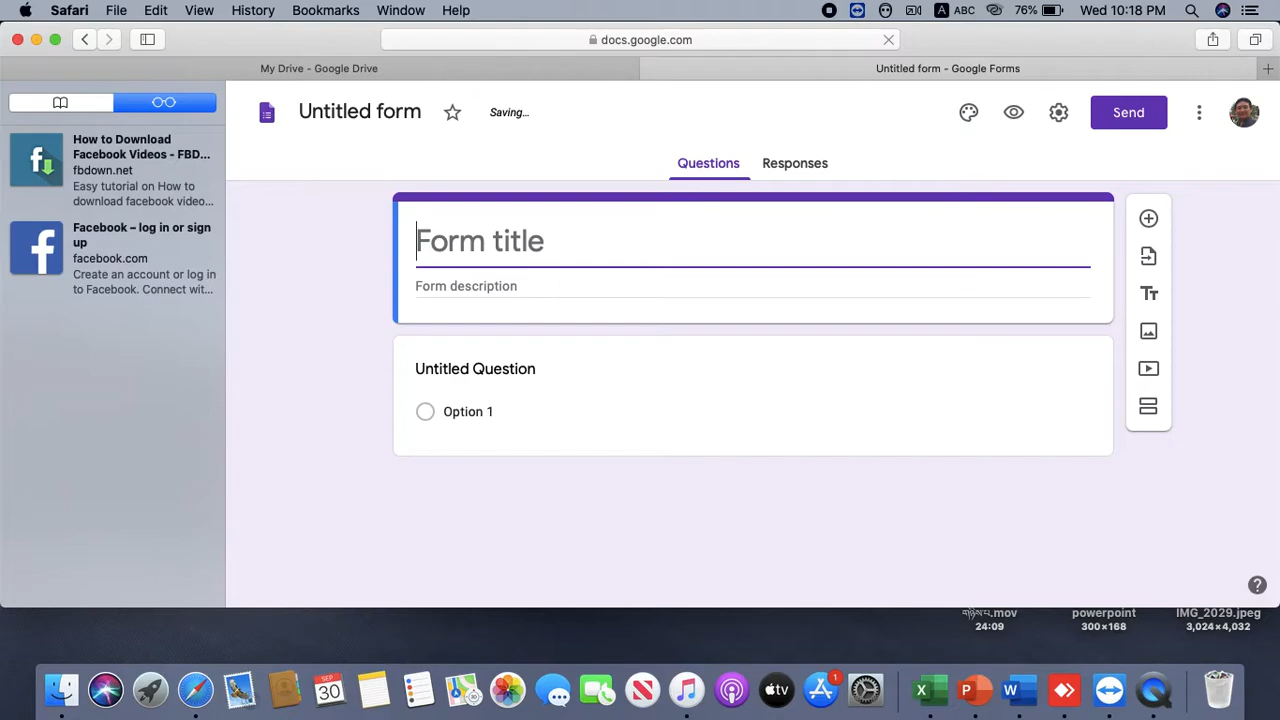 Safari File Edit View History Bookmarks Window Help
A ABC 76% Wed 10:18 PM
docs.google.com
My Drive - Google Drive
Untitled form - Google Forms
How to Download
Facebook Videos - FBD...
fbdown.net
Easy tutorial on How to
download facebook video...
Facebook – log in or sign
up
facebook.com
Create an account or log in
to Facebook. Connect wit...
Untitled form
Saving...
Send
Questions
Responses
Form title
Form description
Untitled Question
Option 1
གཉིས་པ.mov
24:09
powerpoint
300×168
IMG_2029.jpeg
3,024×4,032
SEP
30
tv
1
X
P
W